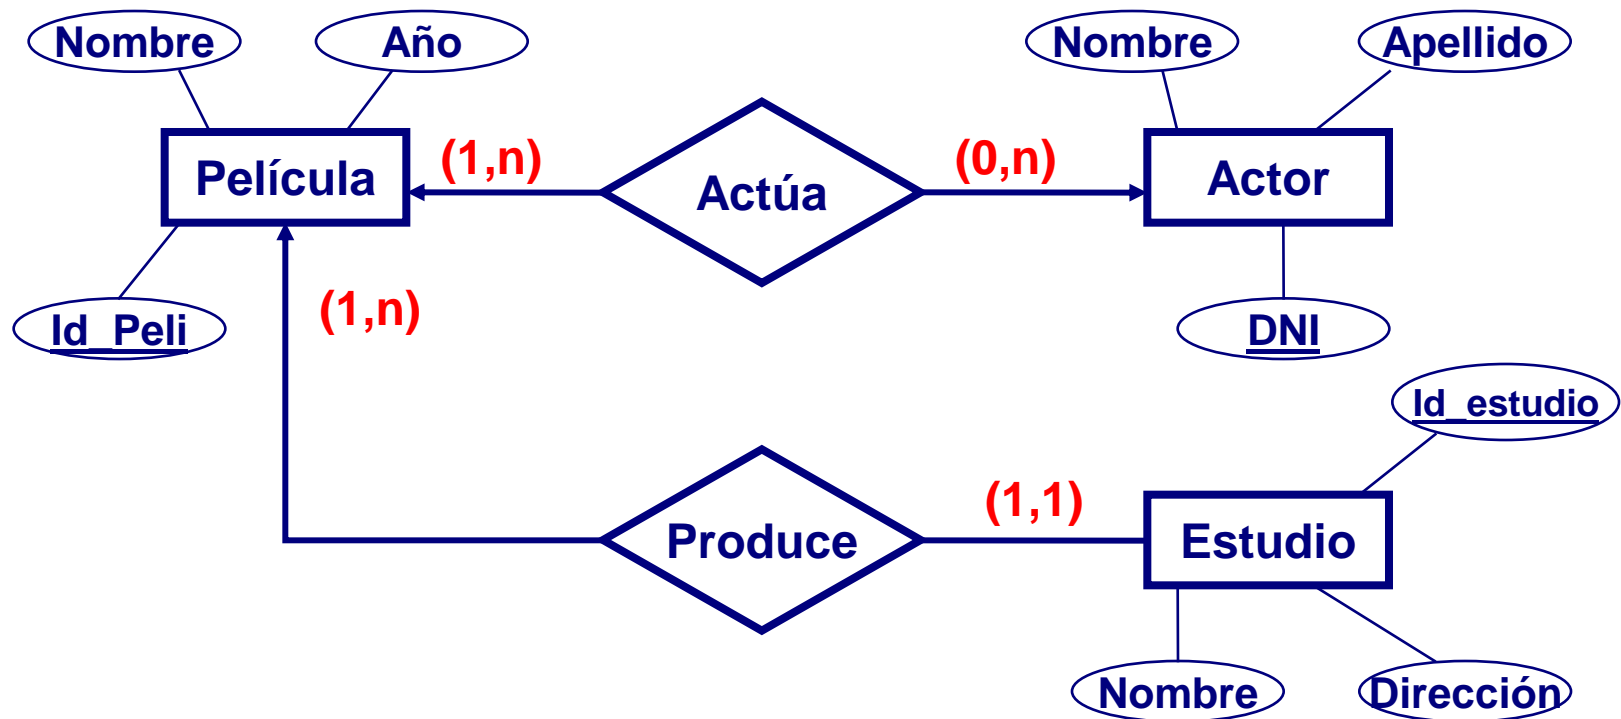 Nombre
Año
Nombre
Apellido
Película
(1,n)
Actúa
(0,n)
Actor
Id_Peli
(1,n)
DNI
Id_estudio
Produce
(1,1)
Estudio
Nombre
Dirección